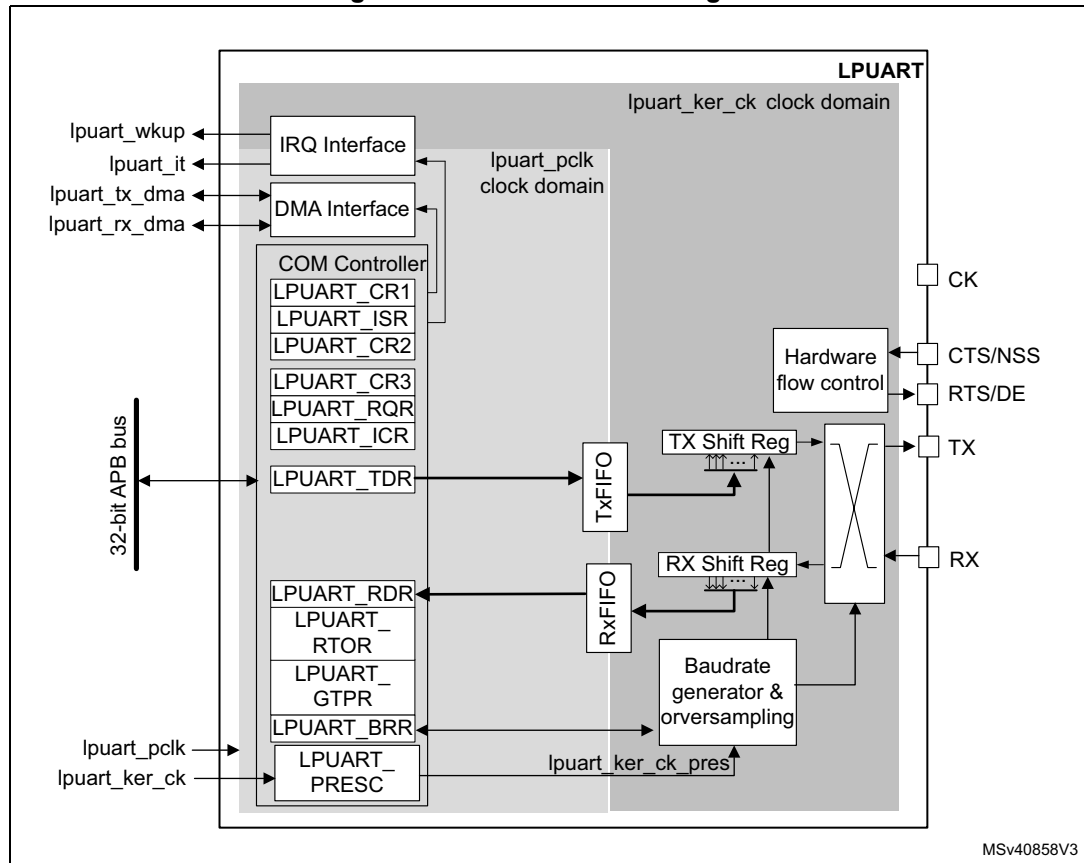 LPUART
lpuart_ker_ck clock domain
lpuart_wkup
lpuart_it
IRQ Interface
lpuart_pclk
clock domain
lpuart_tx_dma
lpuart_rx_dma
DMA Interface
COM Controller
LPUART_CR1
LPUART_ISR
LPUART_CR2
LPUART_CR3
LPUART_RQR
LPUART_ICR
LPUART_TDR
32-bit APB bus
TxFIFO
TX Shift Reg
...
Hardware
flow control
CK
CTS/NSS
RTS/DE
TX
RX
RX Shift Reg
...
RxFIFO
LPUART_RDR
LPUART_
RTOR
LPUART_
GTPR
LPUART_BRR
Baudrate
generator &
orversampling
lpuart_pclk
lpuart_ker_ck
LPUART_
PRESC
lpuart_ker_ck_pres
MSv40858V3